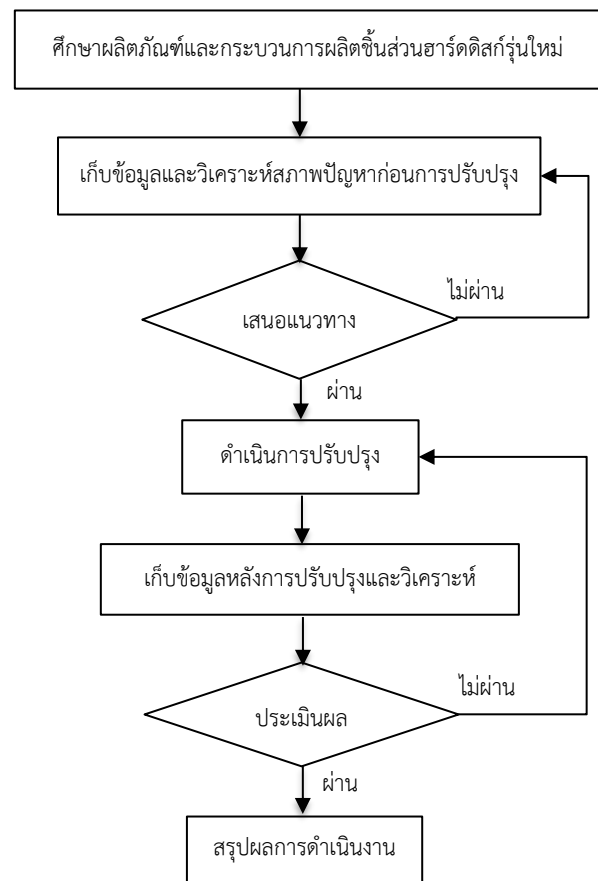 ศึกษาผลิตภัณฑ์และกระบวนการผลิตชิ้นส่วนฮาร์ดดิสก์รุ่นใหม่
เก็บข้อมูลและวิเคราะห์สภาพปัญหาก่อนการปรับปรุง
ไม่ผ่าน
เสนอแนวทาง
ผ่าน
ดำเนินการปรับปรุง
เก็บข้อมูลหลังการปรับปรุงและวิเคราะห์
ไม่ผ่าน
ประเมินผล
ผ่าน
สรุปผลการดำเนินงาน